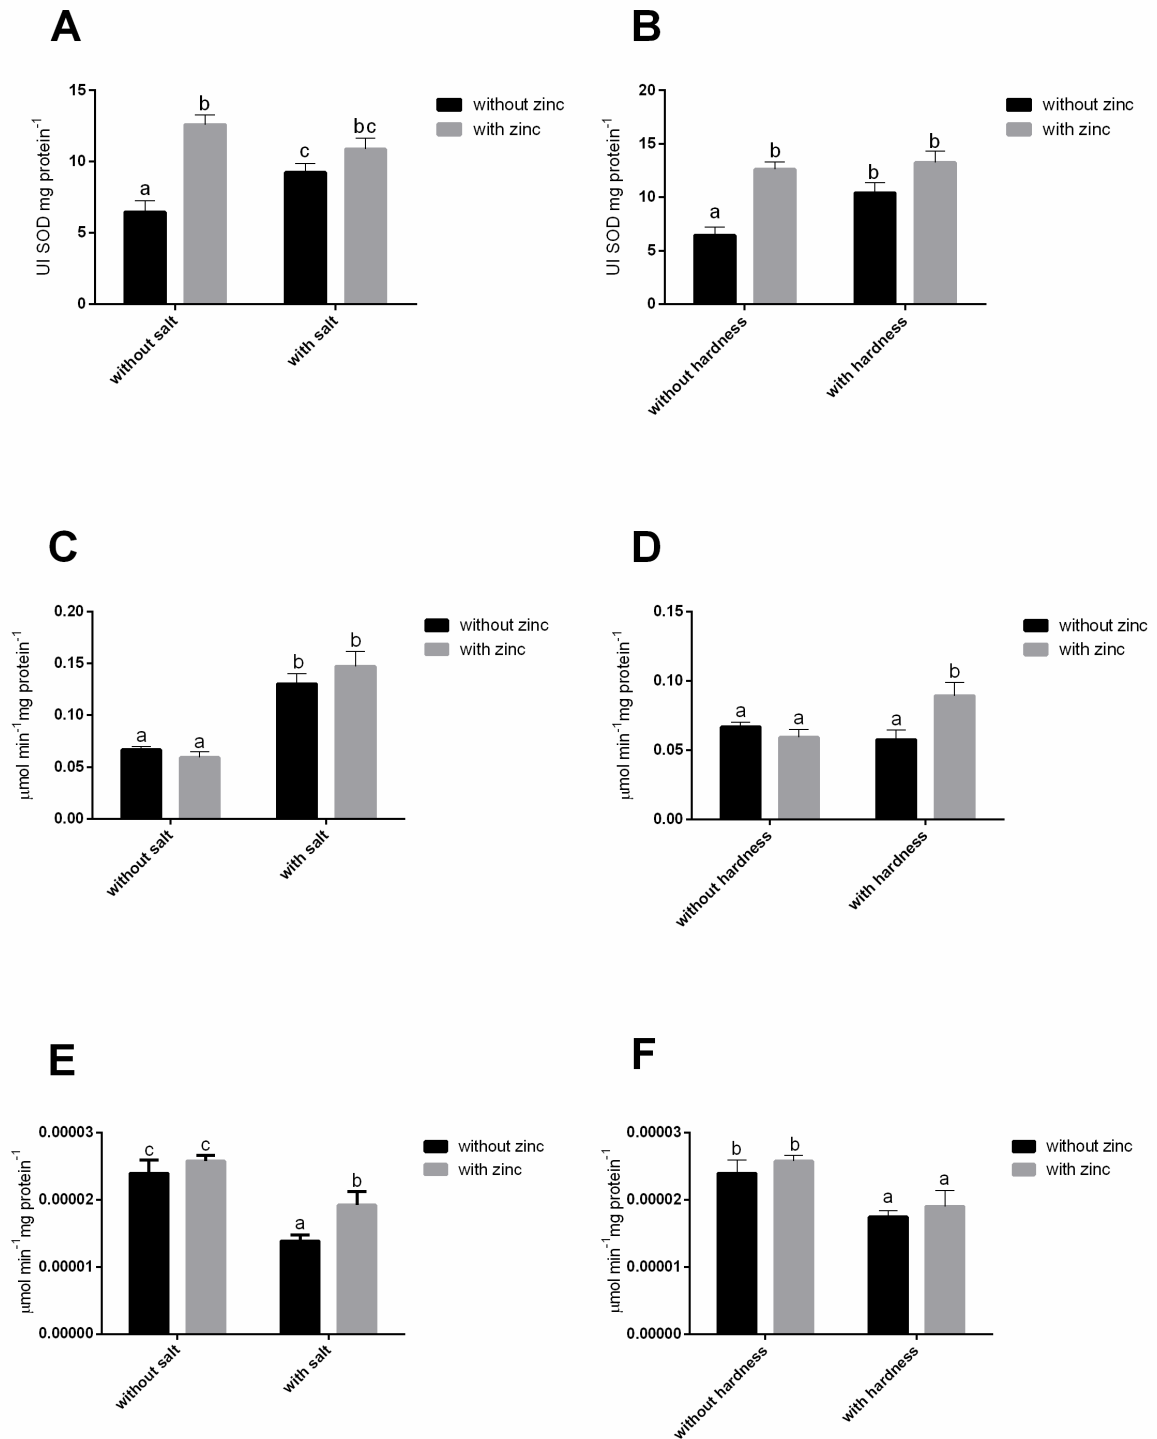 A
UI SOD mg protein⁻¹
15
10
5
0
a
b
c
bc
without salt
with salt
without zinc
with zinc
B
UI SOD mg protein⁻¹
20
15
10
5
0
a
b
b
b
without hardness
with hardness
without zinc
with zinc
C
μmol min⁻¹mg protein⁻¹
0.20
0.15
0.10
0.05
0.00
a
a
b
b
without salt
with salt
without zinc
with zinc
D
μmol min⁻¹mg protein⁻¹
0.15
0.10
0.05
0.00
a
a
a
b
without hardness
with hardness
without zinc
with zinc
E
μmol min⁻¹mg protein⁻¹
0.00003
0.00002
0.00001
0.00000
c
c
a
b
without salt
with salt
without zinc
with zinc
F
μmol min⁻¹mg protein⁻¹
0.00003
0.00002
0.00001
0.00000
b
b
a
a
without hardness
with hardness
without zinc
with zinc